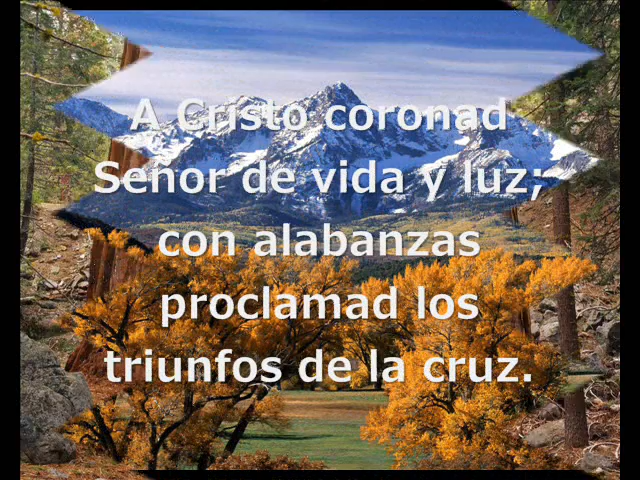 A Cristo coronad
Señor de vida y luz;
con alabanzas
proclamad los
triunfos de la cruz.